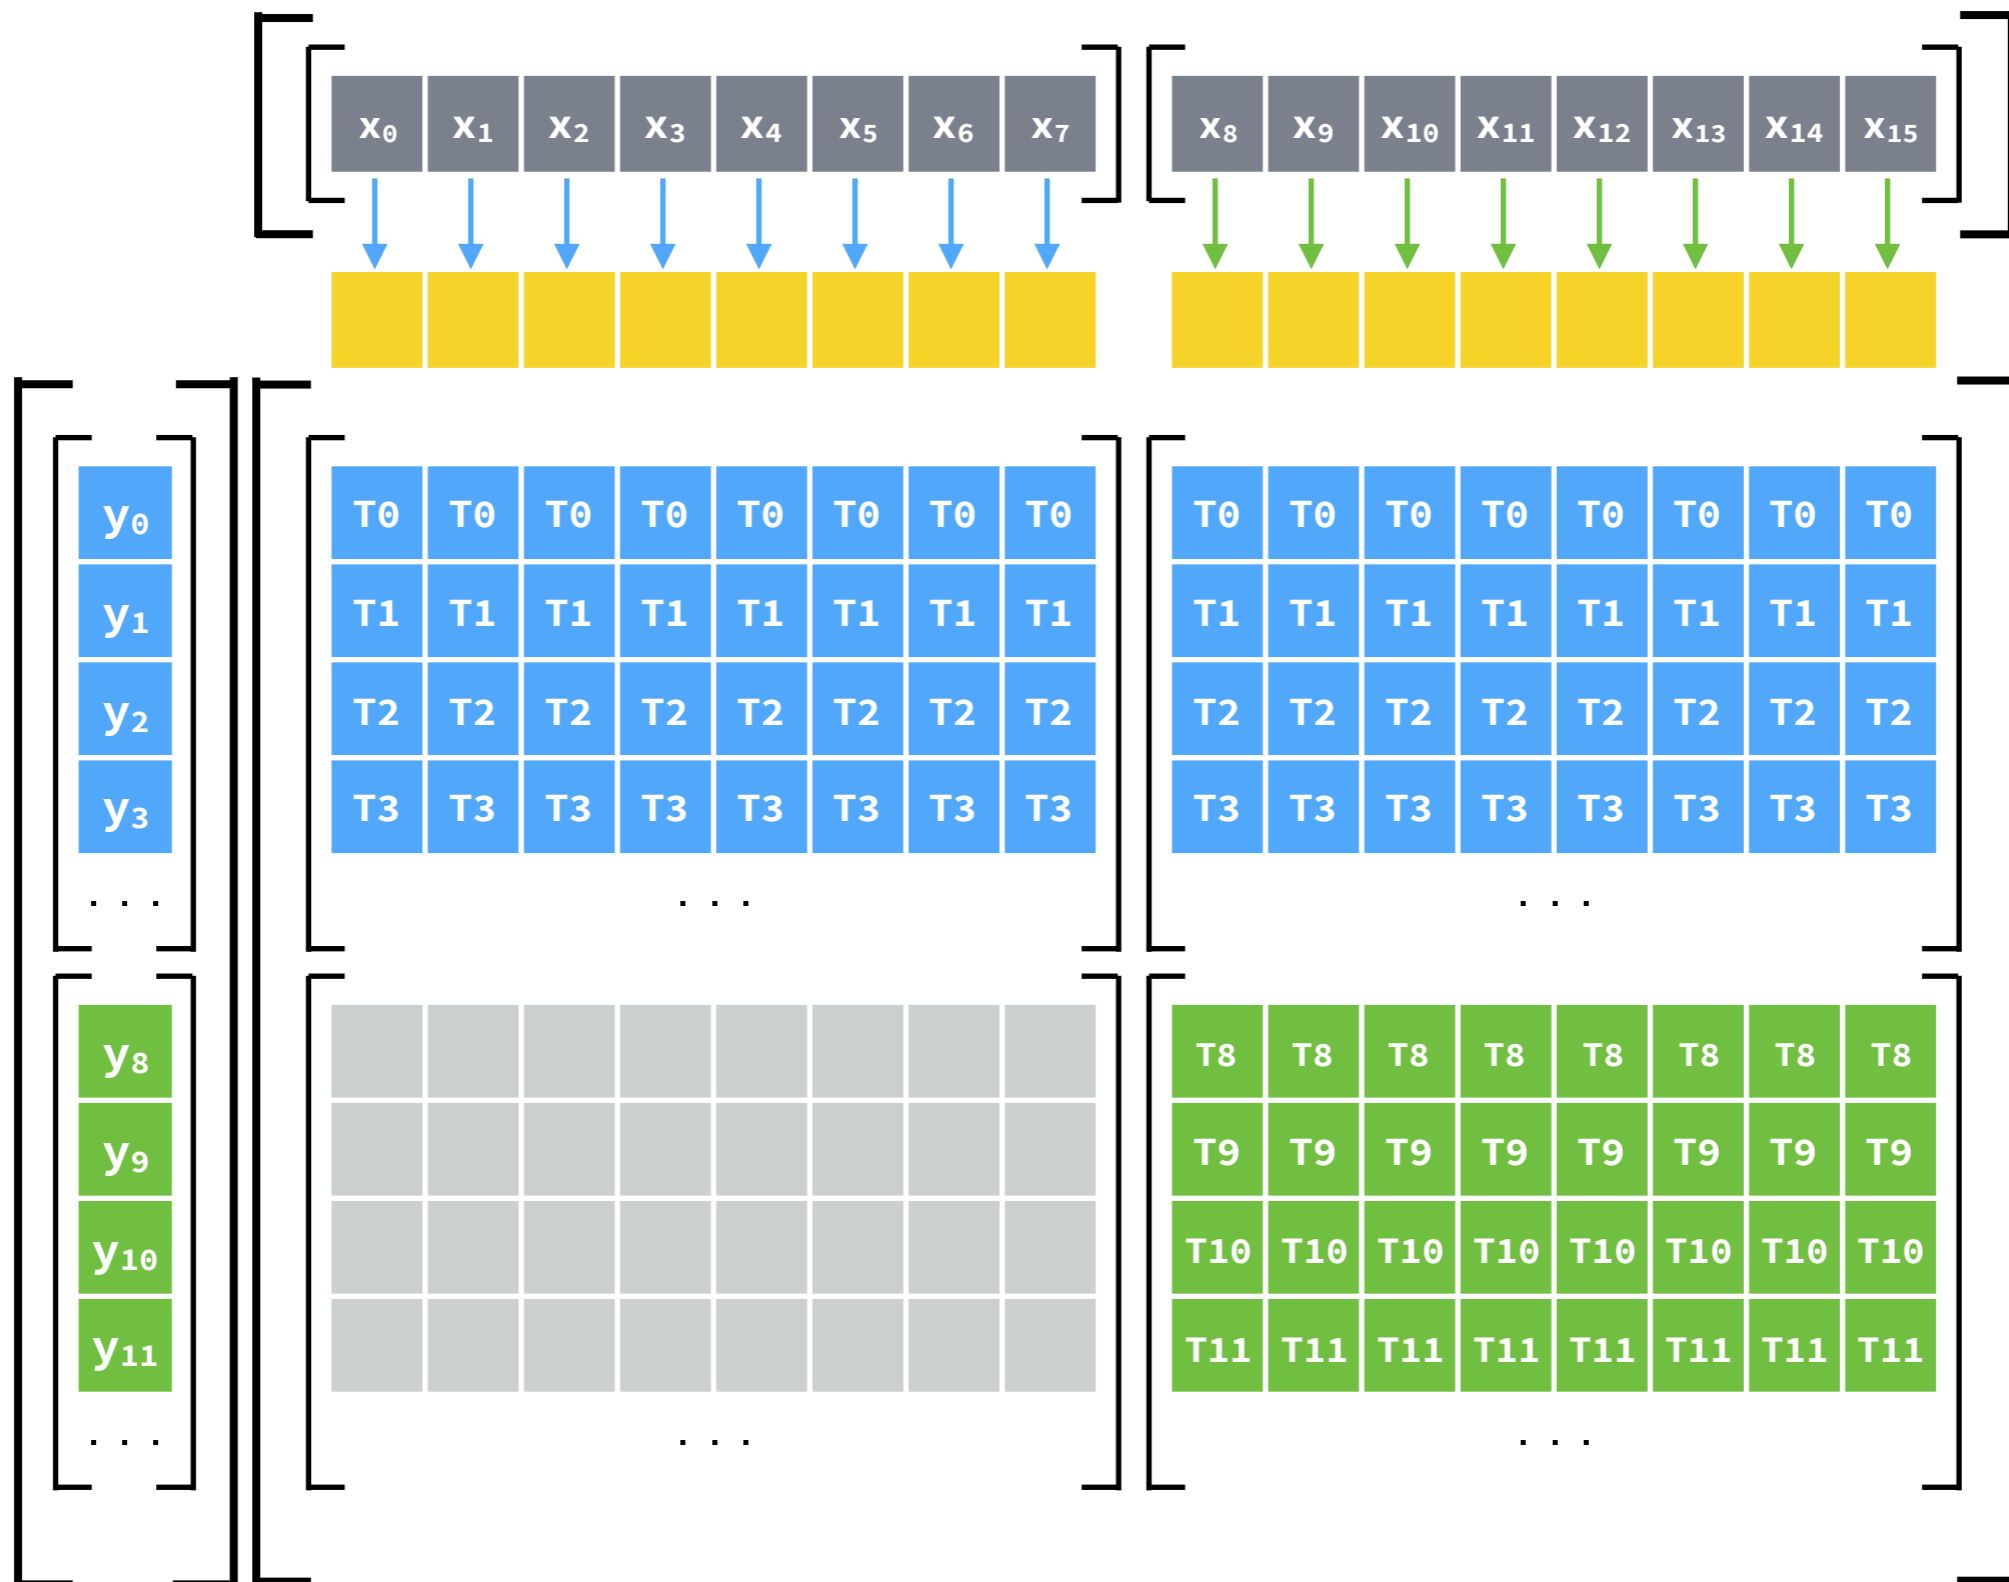 x₀ x₁ x₂ x₃ x₄ x₅ x₆ x₇ x₈ x₉ x₁₀ x₁₁ x₁₂ x₁₃ x₁₄ x₁₅
y₀ T0 T0 T0 T0 T0 T0 T0 T0 T0 T0 T0 T0 T0 T0 T0 T0
y₁ T1 T1 T1 T1 T1 T1 T1 T1 T1 T1 T1 T1 T1 T1 T1 T1
y₂ T2 T2 T2 T2 T2 T2 T2 T2 T2 T2 T2 T2 T2 T2 T2 T2
y₃ T3 T3 T3 T3 T3 T3 T3 T3 T3 T3 T3 T3 T3 T3 T3 T3
. . . . . . . . .
y₈ T8 T8 T8 T8 T8 T8 T8 T8
y₉ T9 T9 T9 T9 T9 T9 T9 T9
y₁₀ T10 T10 T10 T10 T10 T10 T10 T10
y₁₁ T11 T11 T11 T11 T11 T11 T11 T11
. . . . . . . . .